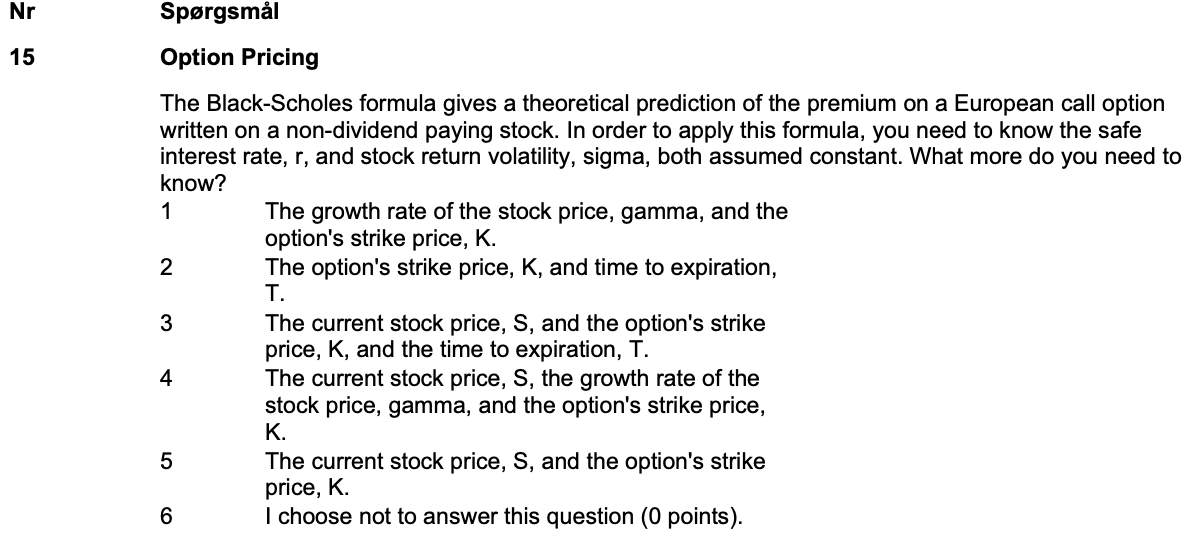 Nr Spørgsmål
15 Option Pricing
The Black-Scholes formula gives a theoretical prediction of the premium on a European call option
written on a non-dividend paying stock. In order to apply this formula, you need to know the safe
interest rate, r, and stock return volatility, sigma, both assumed constant. What more do you need to
know?
1 The growth rate of the stock price, gamma, and the
option's strike price, K.
2 The option's strike price, K, and time to expiration,
T.
3 The current stock price, S, and the option's strike
price, K, and the time to expiration, T.
4 The current stock price, S, the growth rate of the
stock price, gamma, and the option's strike price,
K.
5 The current stock price, S, and the option's strike
price, K.
6 I choose not to answer this question (0 points).